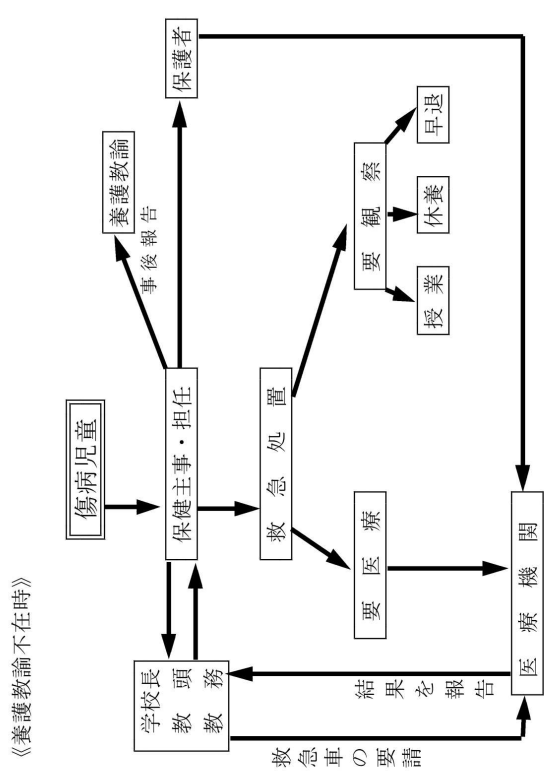 《養護教諭不在時》
傷病児童
養護教諭
事後報告
保護者
学校長
教頭
教務
保健主事・担任
救急処置
要医療
要観察
授業
休養
早退
結果を報告
救急車の要請
医療機関